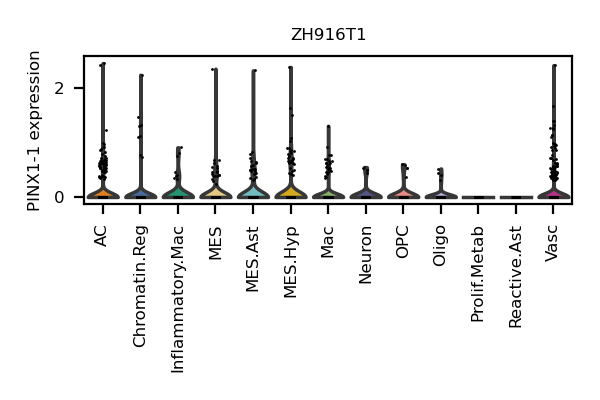 ZH916T1
PINX1-1 expression
2
0
AC
Chromatin.Reg
Inflammatory.Mac
MES
MES.Ast
MES.Hyp
Mac
Neuron
OPC
Oligo
Prolif.Metab
Reactive.Ast
Vasc